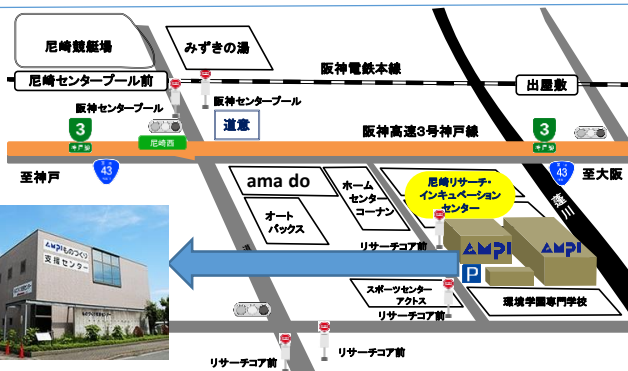 尼崎競艇場
みずきの湯
尼崎センタープール前
阪神電鉄本線
出屋敷
阪神センタープール
阪神センタープール
道意
3
神戸線
尼崎西
阪神高速3号神戸線
3
神戸線
至神戸
43
43
至大阪
蓬川
ama do
ホーム
センター
コーナン
尼崎リサーチ・
インキュベーション
センター
オート
バックス
リサーチコア前
AMPI
AMPI
P
AMPIものづくり
支援センター
スポーツセンター
アクトス
環境学園専門学校
リサーチコア前
リサーチコア前
リサーチコア前